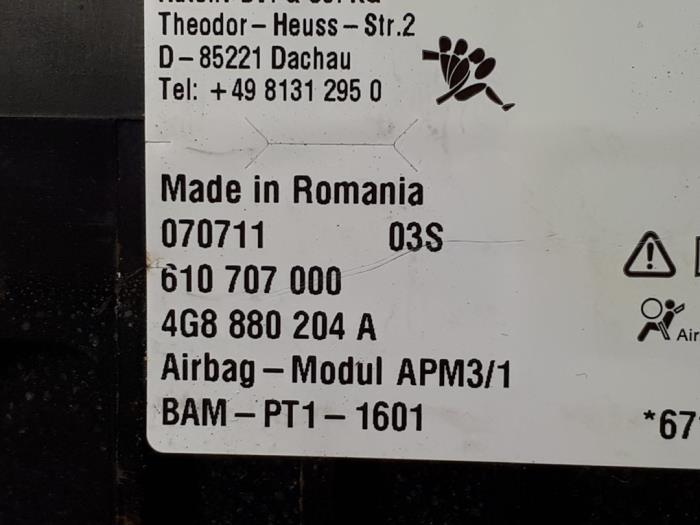 Theodor-Heuss-Str.2
D-85221 Dachau
Tel: +49 8131 295 0
Made in Romania
070711 03S
610 707 000
4G8 880 204 A
Air
Airbag-Modul APM3/1
BAM-PT1-1601
*67